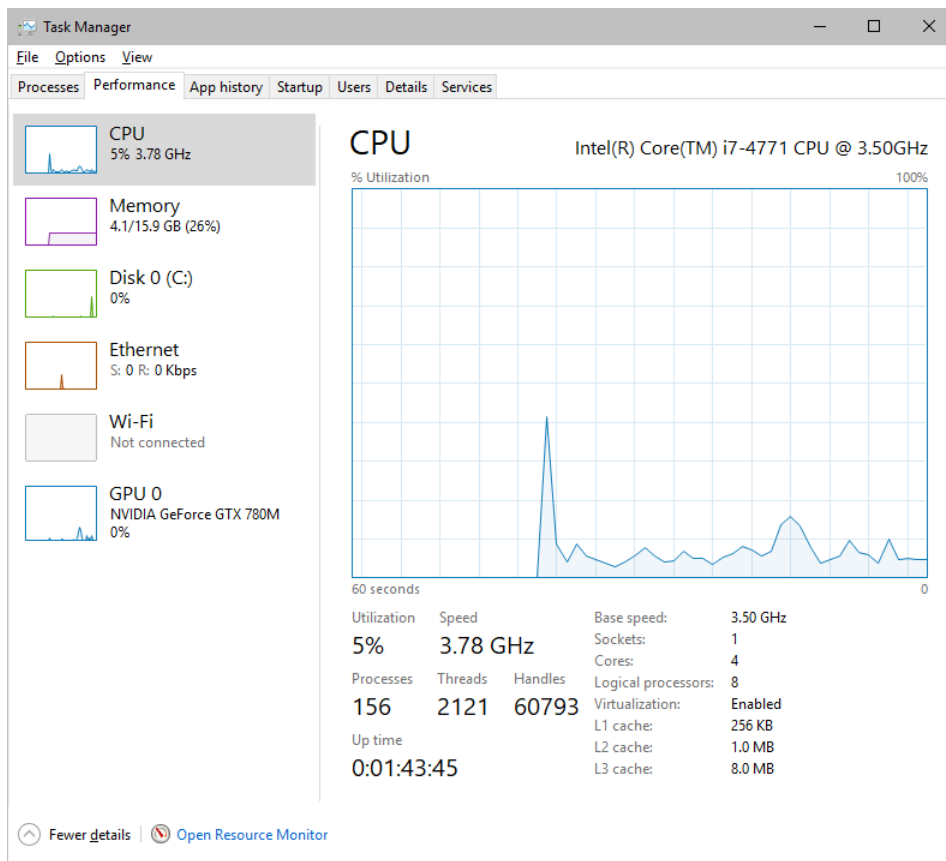 Task Manager
File Options View
Processes Performance App history Startup Users Details Services
CPU
5% 3.78 GHz
Memory
4.1/15.9 GB (26%)
Disk 0 (C:)
0%
Ethernet
S: 0 R: 0 Kbps
Wi-Fi
Not connected
GPU 0
NVIDIA GeForce GTX 780M
0%
CPU Intel(R) Core(TM) i7-4771 CPU @ 3.50GHz
% Utilization 100%
60 seconds 0
Utilization Speed
5% 3.78 GHz
Processes Threads Handles
156 2121 60793
Up time
0:01:43:45
Base speed: 3.50 GHz
Sockets: 1
Cores: 4
Logical processors: 8
Virtualization: Enabled
L1 cache: 256 KB
L2 cache: 1.0 MB
L3 cache: 8.0 MB
Fewer details Open Resource Monitor